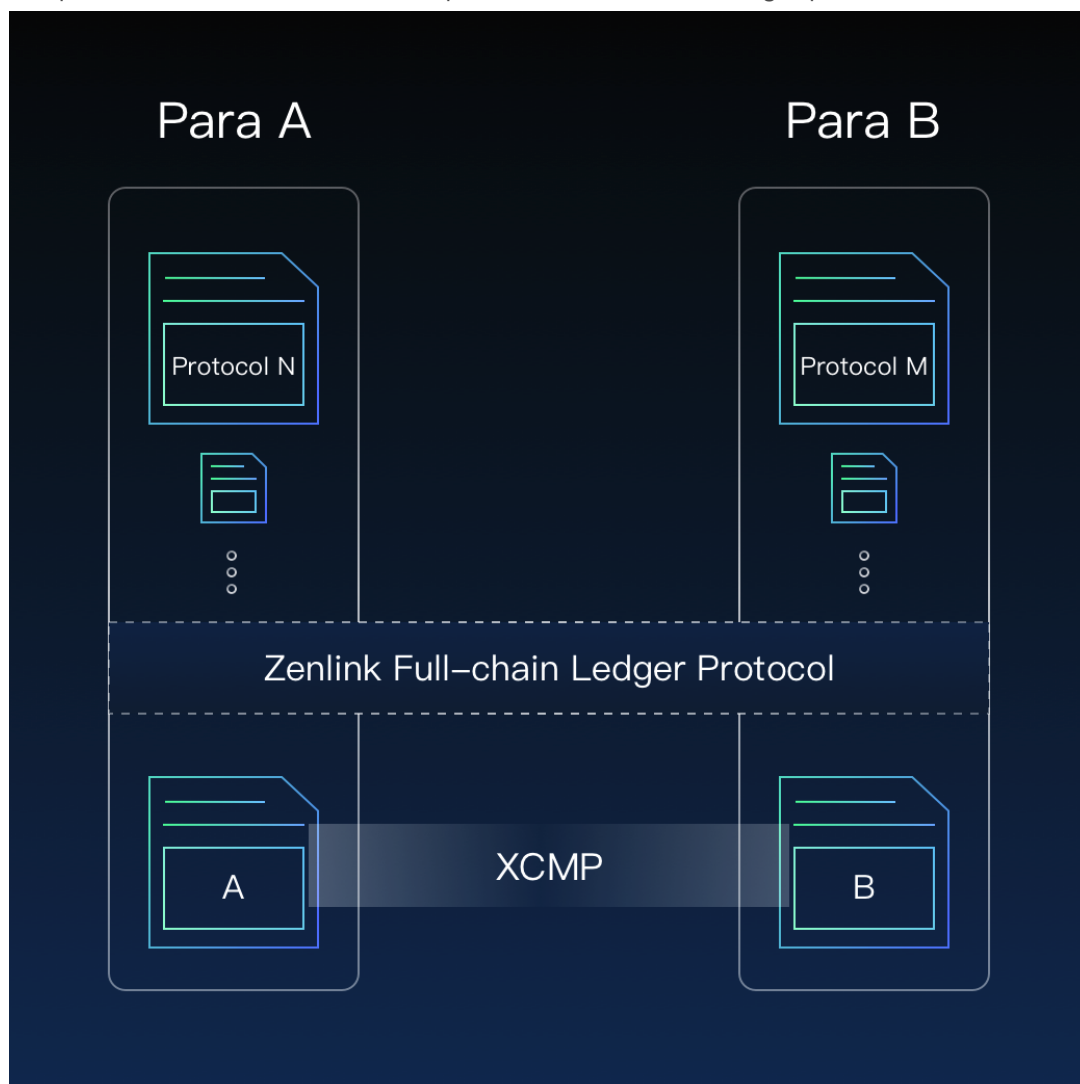 Para A
Para B
Protocol N
Protocol M
Zenlink Full-chain Ledger Protocol
XCMP
A
B